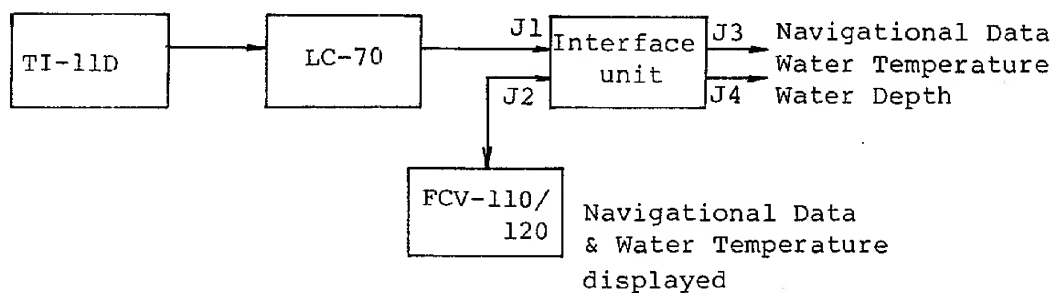 TI-11D
LC-70
J1
J2
Interface
unit
J3
J4
Navigational Data
Water Temperature
Water Depth
FCV-110/
120
Navigational Data
& Water Temperature
displayed